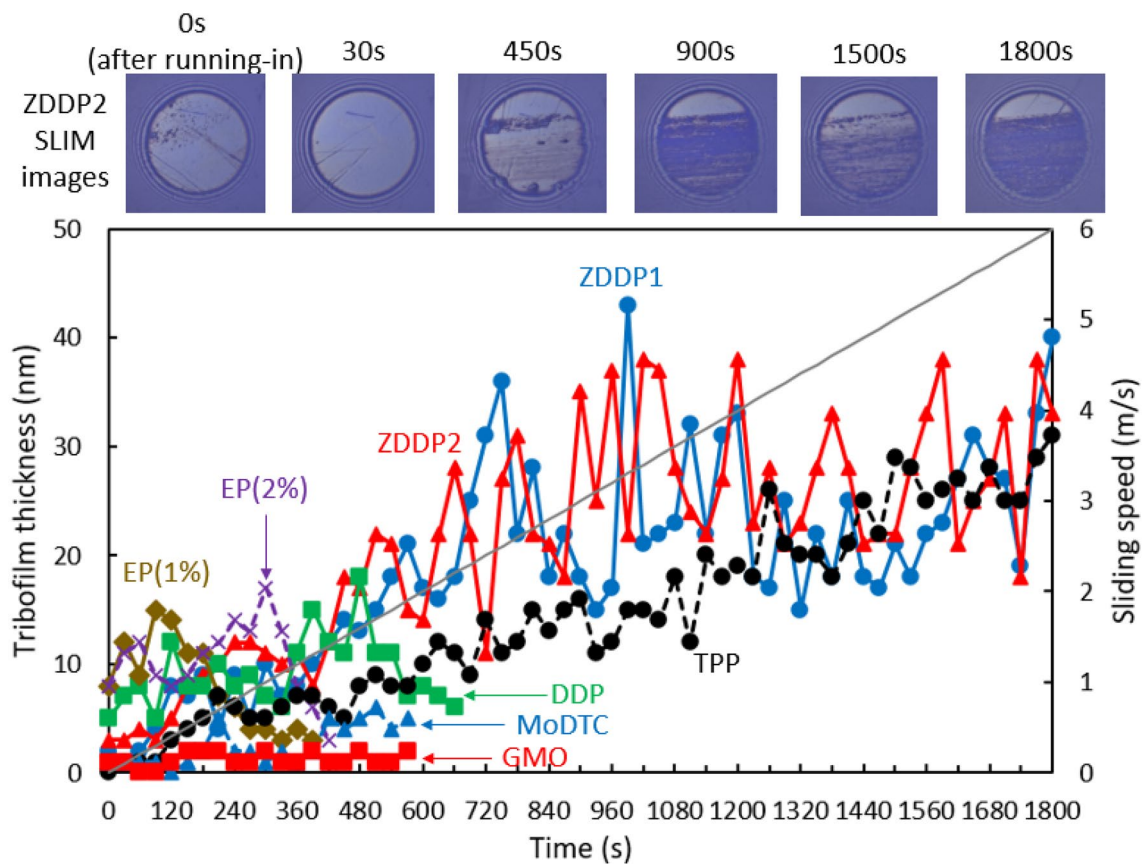 0s
(after running-in)
30s
450s
900s
1500s
1800s
ZDDP2
SLIM
images
50
40
30
20
10
0
Tribofilm thickness (nm)
6
5
4
3
2
1
0
Sliding speed (m/s)
ZDDP1
ZDDP2
EP(2%)
EP(1%)
TPP
DDP
MoDTC
GMO
0 120 240 360 480 600 720 840 960 1080 1200 1320 1440 1560 1680 1800
Time (s)